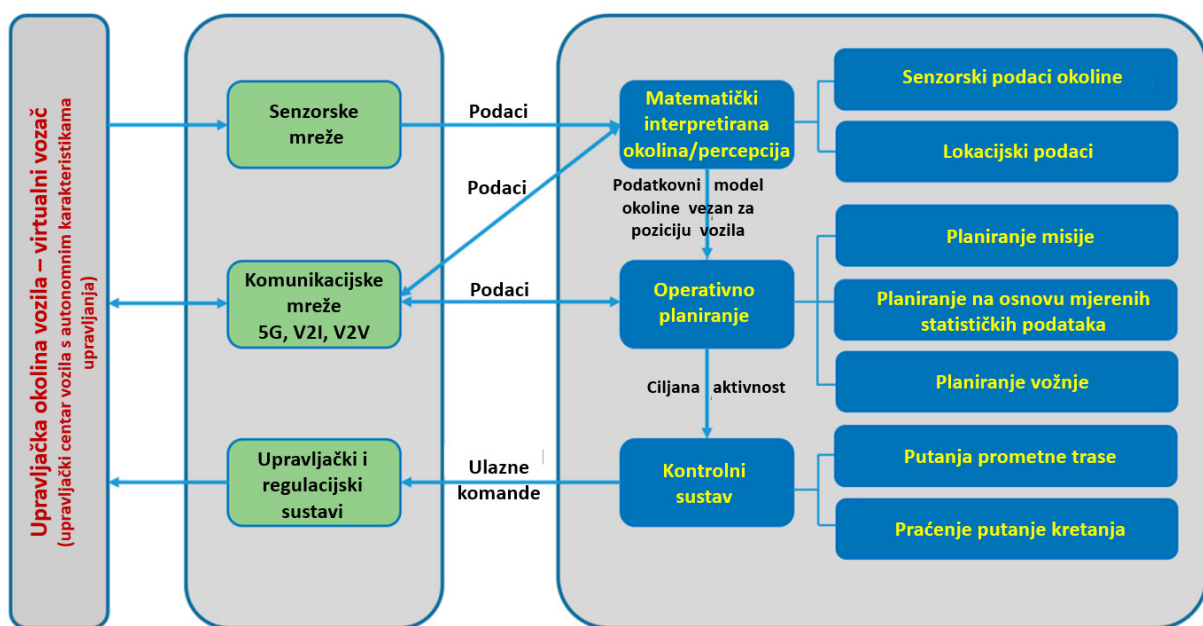 Upravljačka okolina vozila – virtualni vozač
(upravljački centar vozila s autonomnim karakteristikama
upravljanja)
Senzorske
mreže
Komunikacijske
mreže
5G, V2I, V2V
Upravljački i
regulacijski
sustavi
Podaci
Podaci
Podaci
Ulazne
komande
Matematički
interpretirana
okolina/percepcija
Podatkovni model
okoline vezan za
poziciju vozila
Operativno
planiranje
Ciljana aktivnost
Kontrolni
sustav
Senzorski podaci okoline
Lokacijski podaci
Planiranje misije
Planiranje na osnovu mjerenih
statističkih podataka
Planiranje vožnje
Putanja prometne trase
Praćenje putanje kretanja